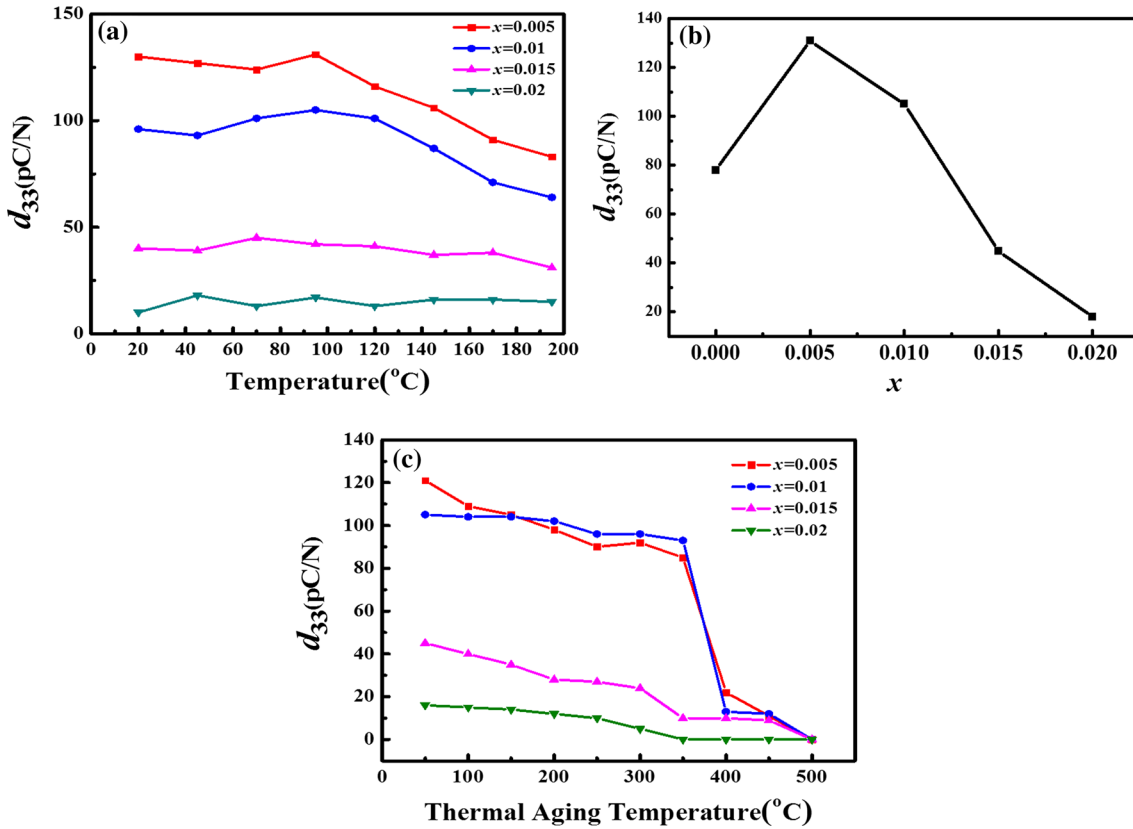 (a)
x=0.005
x=0.01
x=0.015
x=0.02
150
100
50
0
d33(pC/N)
0 20 40 60 80 100 120 140 160 180 200
Temperature(°C)
(b)
140
120
100
80
60
40
20
d33(pC/N)
0.000 0.005 0.010 0.015 0.020
x
(c)
x=0.005
x=0.01
x=0.015
x=0.02
140
120
100
80
60
40
20
0
d33(pC/N)
0 100 200 300 400 500
Thermal Aging Temperature(°C)